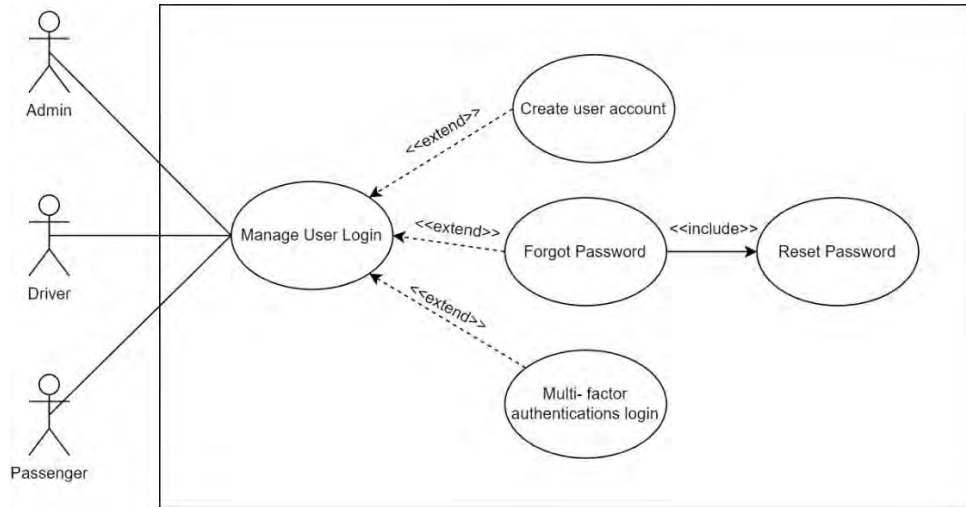 Admin
Driver
Passenger
Manage User Login
<<extend>>
Create user account
<<extend>>
Forgot Password
<<include>>
Reset Password
<<extend>>
Multi- factor
authentications login